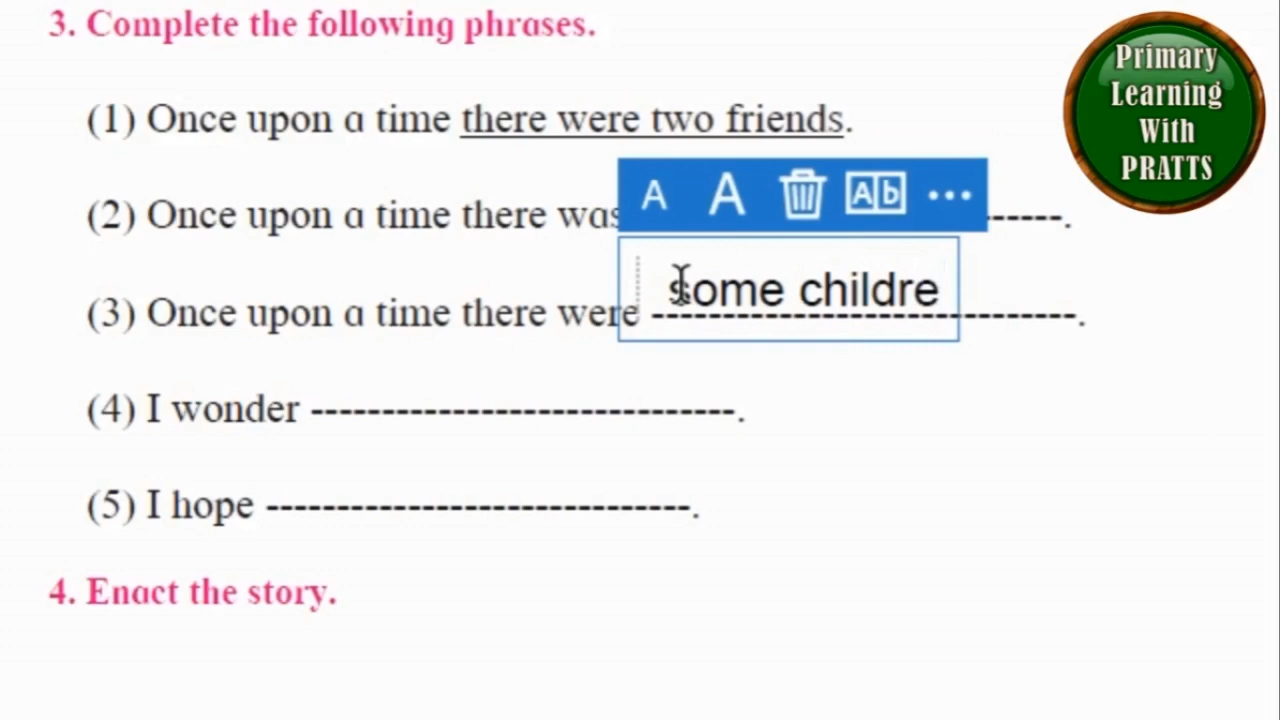 3. Complete the following phrases.
Primary
Learning
With
PRATTS
(1) Once upon a time there were two friends.
A A Ab ...
(2) Once upon a time there was ------.
some childre
(3) Once upon a time there were ------------------------------.
(4) I wonder ------------------------------.
(5) I hope ------------------------------.
4. Enact the story.